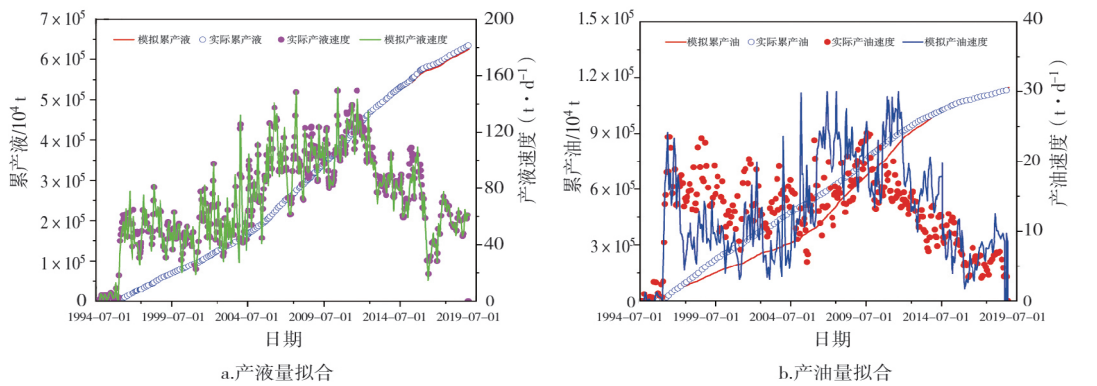 7×10⁵
6×10⁵
5×10⁵
4×10⁵
3×10⁵
2×10⁵
1×10⁵
0
累产液/10⁴ t
模拟累产液 实际累产液 实际产液速度 模拟产液速度
200
160
120
80
40
0
产液速度(t·d⁻¹)
1994-07-01 1999-07-01 2004-07-01 2009-07-01 2014-07-01 2019-07-01
日期
a.产液量拟合
15×10⁵
12×10⁵
9×10⁵
6×10⁵
3×10⁵
0
累产油/10⁴ t
模拟累产油 实际累产油 实际产油速度 模拟产油速度
40
30
20
10
0
产油速度(t·d⁻¹)
1994-07-01 1999-07-01 2004-07-01 2009-07-01 2014-07-01 2019-07-01
日期
b.产油量拟合